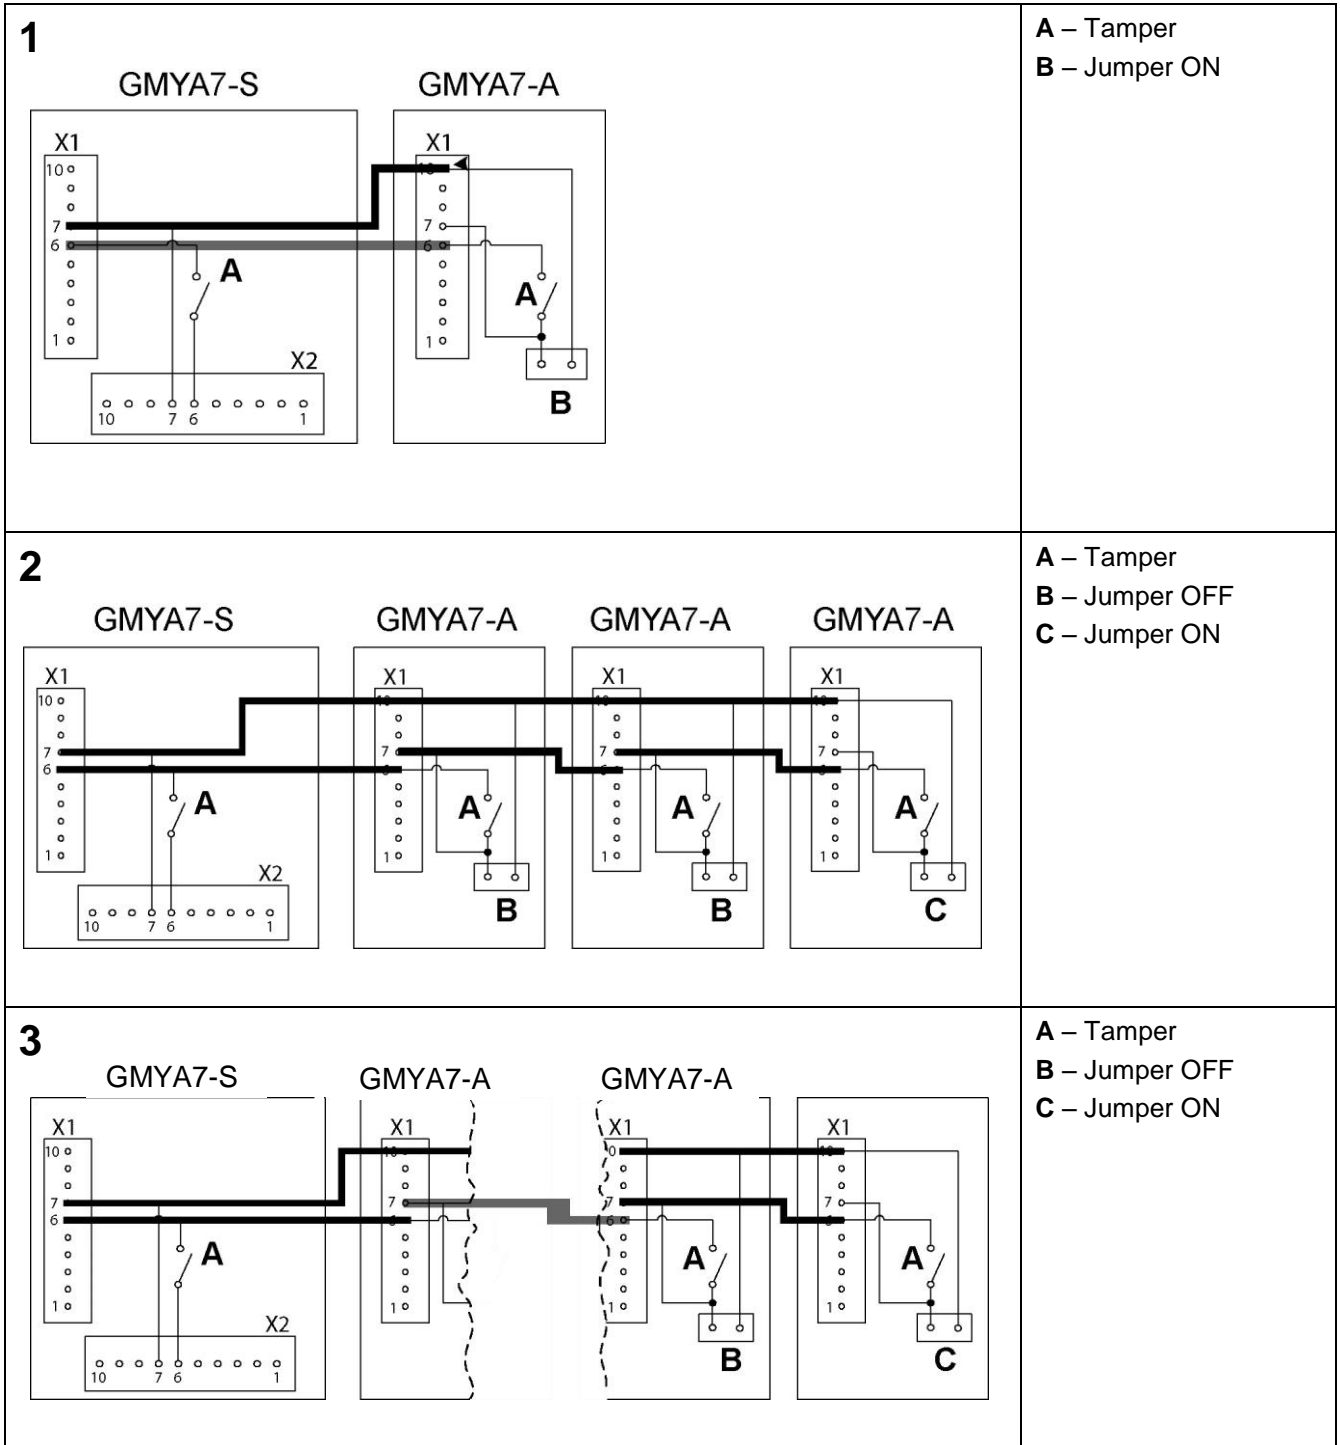 1
GMYA7-S GMYA7-A
X1 X1
10
7 7
6 6
A A
1 1
X2
10 7 6 1
B
A – Tamper
B – Jumper ON
2
GMYA7-S GMYA7-A GMYA7-A GMYA7-A
X1 X1 X1 X1
10
7 7 7 7
6
A A A A
1 1 1 1
X2
10 7 6 1
B B C
A – Tamper
B – Jumper OFF
C – Jumper ON
3
GMYA7-S GMYA7-A GMYA7-A
X1 X1 X1 X1
10 0
7 7 7 7
6 6
A A A
1 1 1 1
X2
10 7 6 1
B C
A – Tamper
B – Jumper OFF
C – Jumper ON